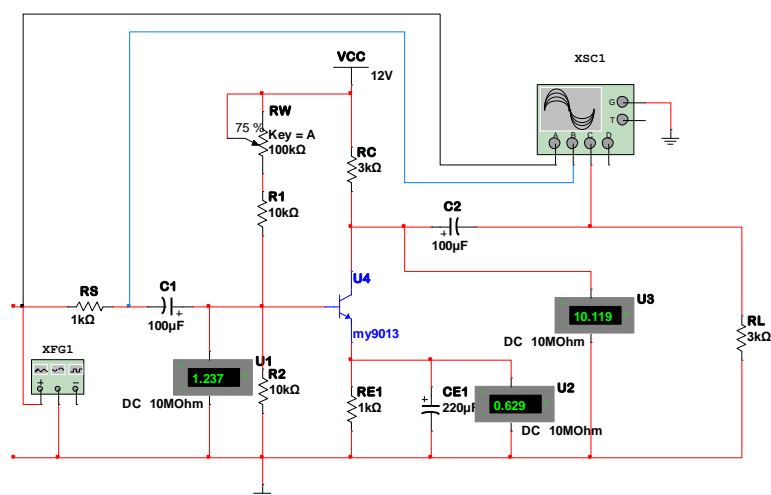 XSC1
VCC
12V
G
T
A B C D
RW
75 %
Key = A
100kΩ
RC
3kΩ
R1
10kΩ
C2
100µF
U4
my9013
RS
1kΩ
C1
100µF
U3
10.119
DC 10MOhm
RL
3kΩ
XFG1
U1
1.237
DC 10MOhm
R2
10kΩ
RE1
1kΩ
CE1
220µF
U2
0.629
DC 10MOhm